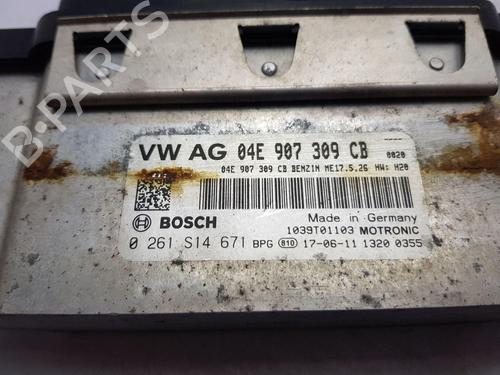 B-PARTS
VW AG 04E 907 309 CB 0020
04E 907 309 CB BENZIN ME17.5.26 HW: H20
BOSCH
Made in Germany
1039T01103 MOTRONIC
0 261 S14 671 BPG 810 17-06-11 1320 0355